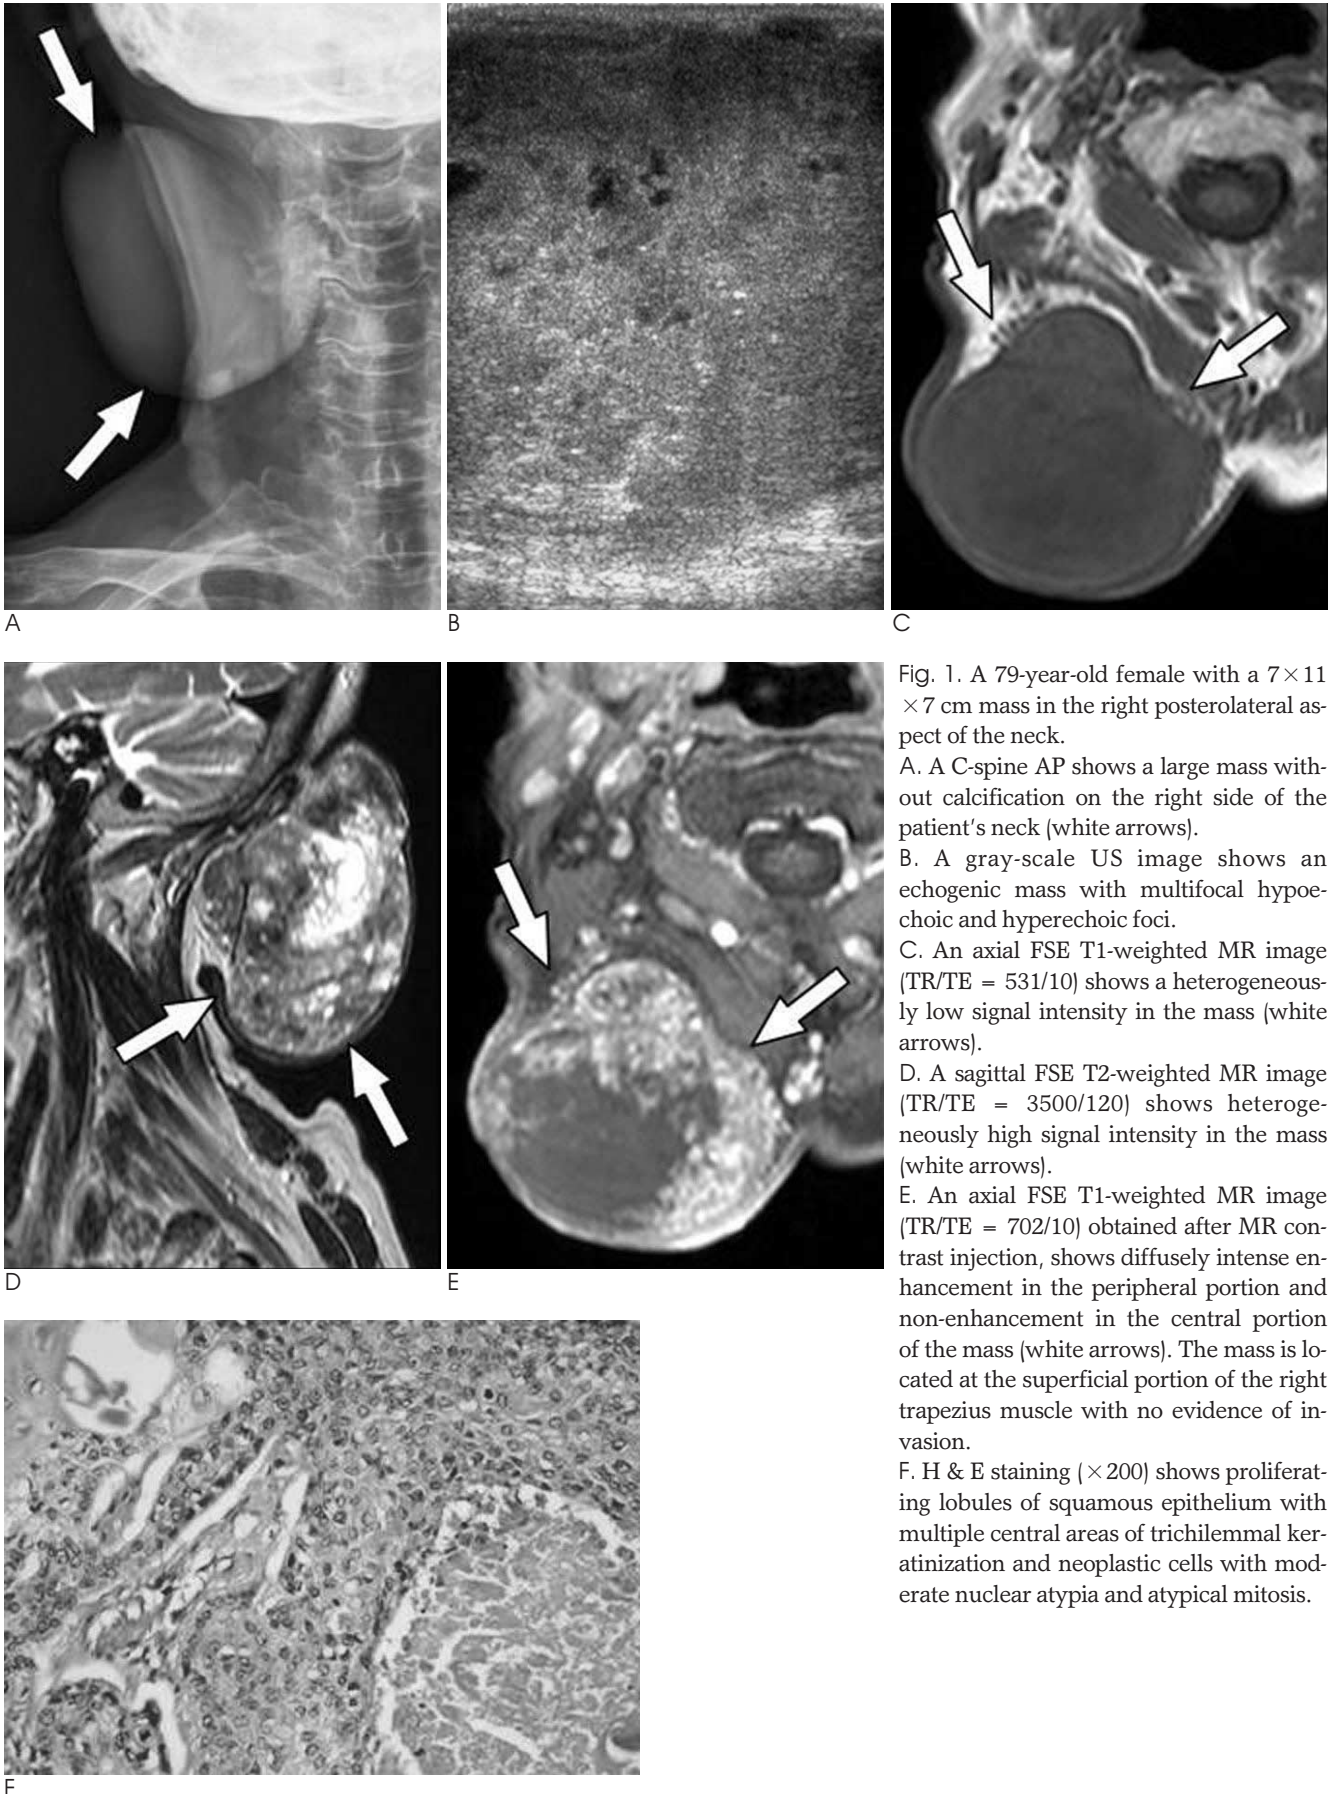 A
B
C
Fig. 1. A 79-year-old female with a 7×11
×7 cm mass in the right posterolateral as-
pect of the neck.
A. A C-spine AP shows a large mass with-
out calcification on the right side of the
patient's neck (white arrows).
B. A gray-scale US image shows an
echogenic mass with multifocal hypoe-
choic and hyperechoic foci.
C. An axial FSE T1-weighted MR image
(TR/TE = 531/10) shows a heterogeneous-
ly low signal intensity in the mass (white
arrows).
D. A sagittal FSE T2-weighted MR image
(TR/TE = 3500/120) shows heteroge-
neously high signal intensity in the mass
(white arrows).
E. An axial FSE T1-weighted MR image
(TR/TE = 702/10) obtained after MR con-
trast injection, shows diffusely intense en-
hancement in the peripheral portion and
non-enhancement in the central portion
of the mass (white arrows). The mass is lo-
cated at the superficial portion of the right
trapezius muscle with no evidence of in-
vasion.
F. H & E staining (×200) shows proliferat-
ing lobules of squamous epithelium with
multiple central areas of trichilemmal ker-
atinization and neoplastic cells with mod-
erate nuclear atypia and atypical mitosis.
D
E
F